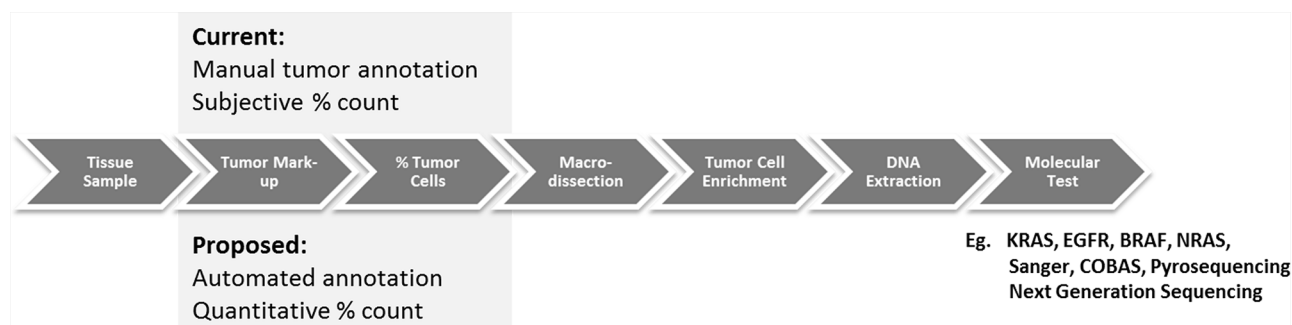 Current:
Manual tumor annotation
Subjective % count
Tissue
Sample
Tumor Mark-
up
% Tumor
Cells
Macro-
dissection
Tumor Cell
Enrichment
DNA
Extraction
Molecular
Test
Proposed:
Automated annotation
Quantitative % count
Eg. KRAS, EGFR, BRAF, NRAS,
Sanger, COBAS, Pyrosequencing
Next Generation Sequencing